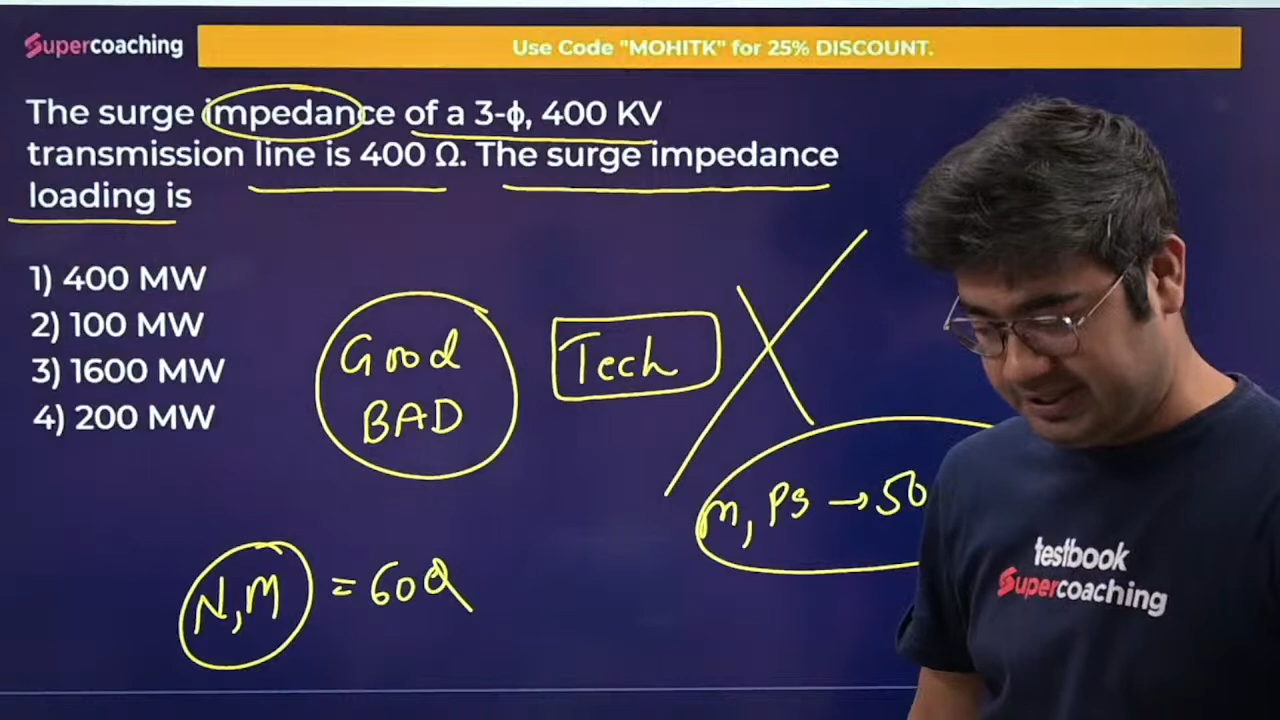 Supercoaching
Use Code "MOHITK" for 25% DISCOUNT.
The surge impedance of a 3-ϕ, 400 KV
transmission line is 400 Ω. The surge impedance
loading is
1) 400 MW
2) 100 MW
3) 1600 MW
4) 200 MW
Good
BAD
Tech
M, PS → 50
N, M = 60Q
testbook
Supercoaching